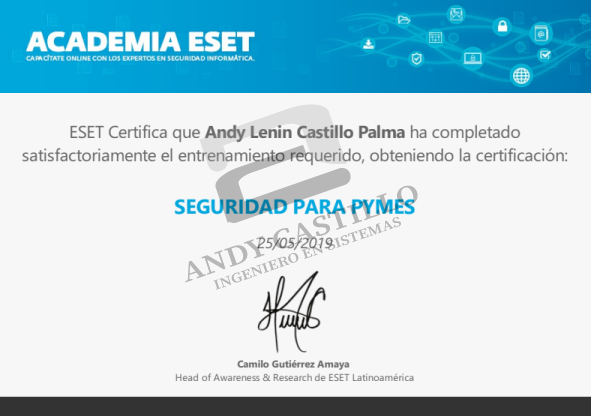 ACADEMIA ESET
CAPACÍTATE ONLINE CON LOS EXPERTOS EN SEGURIDAD INFORMÁTICA.
ESET Certifica que Andy Lenin Castillo Palma ha completado
satisfactoriamente el entrenamiento requerido, obteniendo la certificación:
SEGURIDAD PARA PYMES
25/05/2019
ANDY CASTILLO
INGENIERO EN SISTEMAS
Camilo Gutiérrez Amaya
Head of Awareness & Research de ESET Latinoamérica